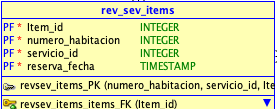 rev_sev_items
PF * Item_id INTEGER
PF * numero_habitacion INTEGER
PF * servicio_id INTEGER
PF * reserva_fecha TIMESTAMP
revsev_items_PK (numero_habitacion, servicio_id, Ite
revsev_items_items_FK (Item_id)